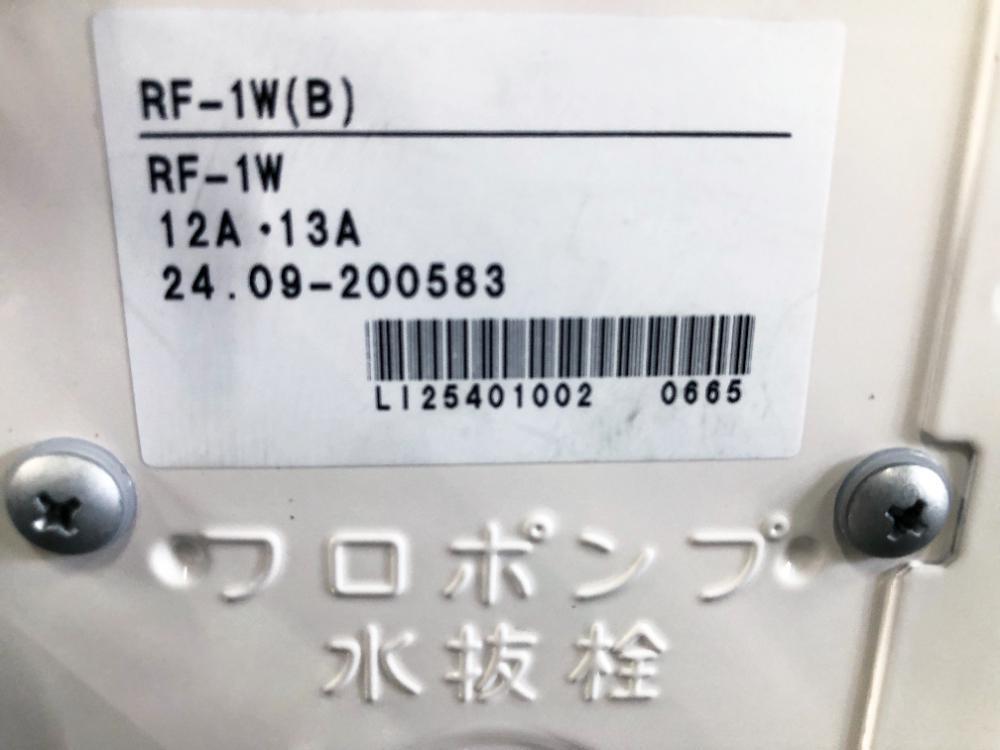 RF-1W(B)
RF-1W
12A・13A
24.09-200583
LI25401002 0665
フロポンプ
水抜栓